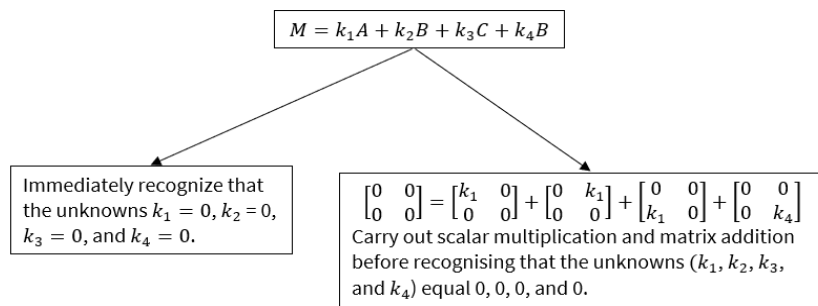 M = k₁A + k₂B + k₃C + k₄B
Immediately recognize that
the unknowns k₁ = 0, k₂ = 0,
k₃ = 0, and k₄ = 0.
[0 0; 0 0] = [k₁ 0; 0 0] + [0 k₁; 0 0] + [0 0; k₁ 0] + [0 0; 0 k₄]
Carry out scalar multiplication and matrix addition
before recognising that the unknowns (k₁, k₂, k₃,
and k₄) equal 0, 0, 0, and 0.